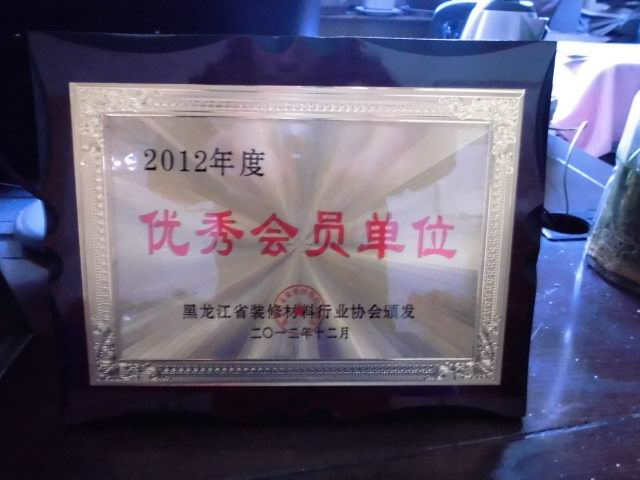 2012年度
优秀会员单位
黑龙江省装修材料行业协会颁发
二〇一二年十二月